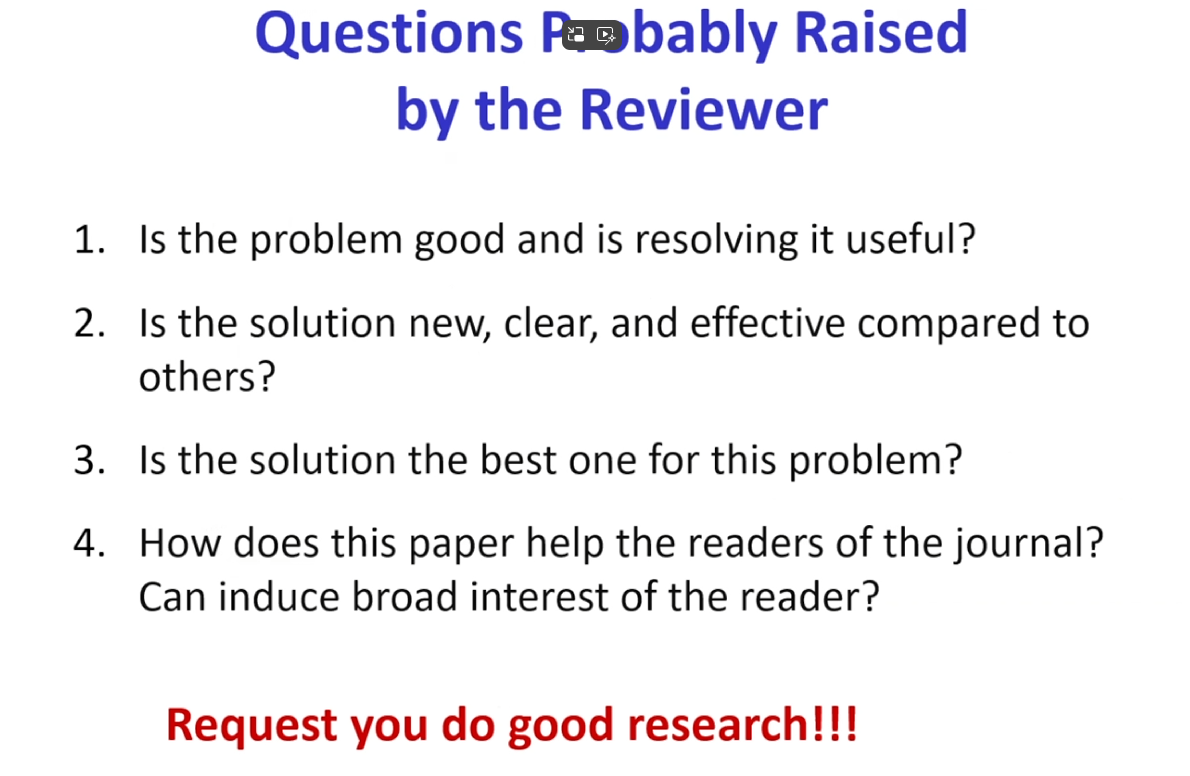 Questions Probably Raised
by the Reviewer
1. Is the problem good and is resolving it useful?
2. Is the solution new, clear, and effective compared to
others?
3. Is the solution the best one for this problem?
4. How does this paper help the readers of the journal?
Can induce broad interest of the reader?
Request you do good research!!!